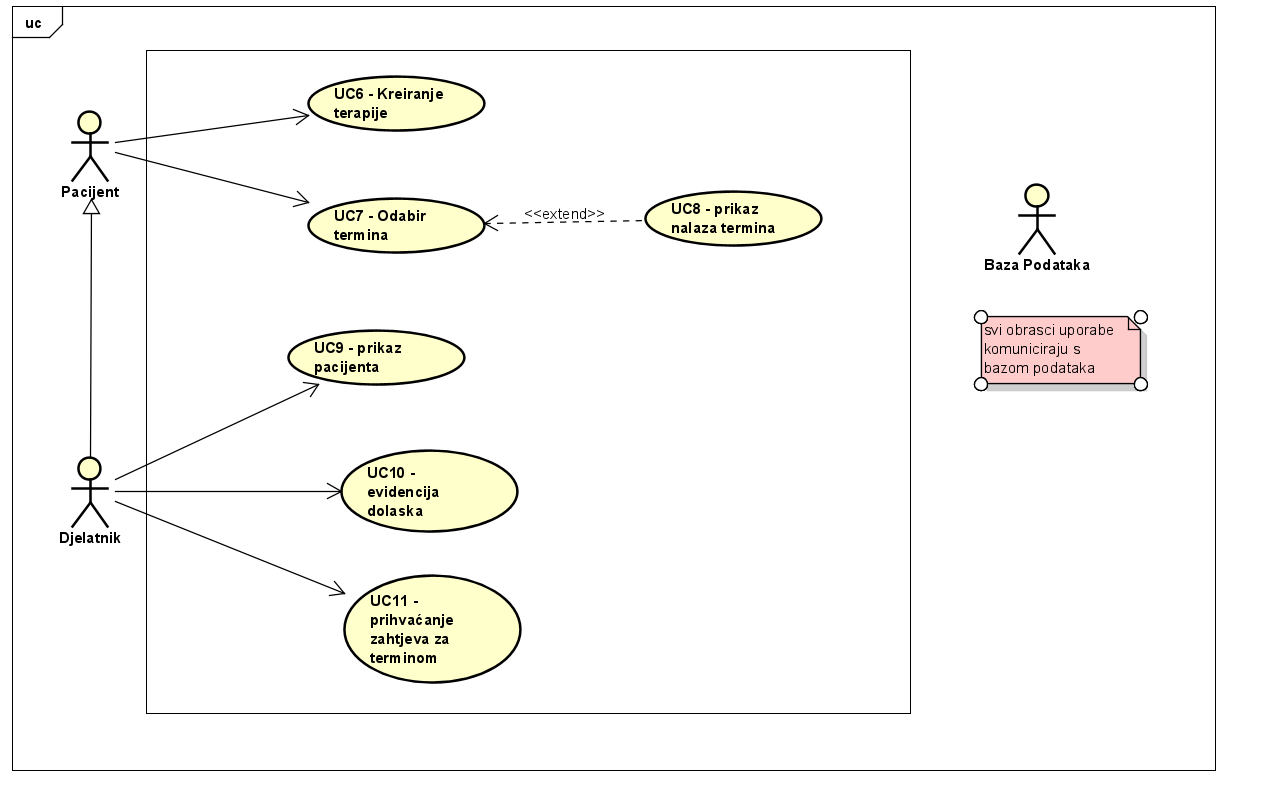 uc
UC6 - Kreiranje
terapije
Pacijent
UC7 - Odabir
termina
<<extend>>
UC8 - prikaz
nalaza termina
Baza Podataka
svi obrasci uporabe
komuniciraju s
bazom podataka
UC9 - prikaz
pacijenta
Djelatnik
UC10 -
evidencija
dolaska
UC11 -
prihvaćanje
zahtjeva za
terminom